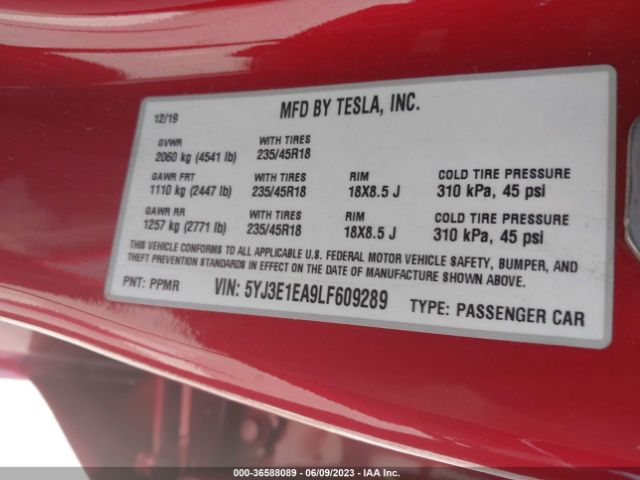 12/19 MFD BY TESLA, INC.
GVWR WITH TIRES
2060 kg (4541 lb) 235/45R18
GAWR FRT WITH TIRES RIM COLD TIRE PRESSURE
1110 kg (2447 lb) 235/45R18 18X8.5 J 310 kPa, 45 psi
GAWR RR WITH TIRES RIM COLD TIRE PRESSURE
1257 kg (2771 lb) 235/45R18 18X8.5 J 310 kPa, 45 psi
THIS VEHICLE CONFORMS TO ALL APPLICABLE U.S. FEDERAL MOTOR VEHICLE SAFETY, BUMPER, AND
THEFT PREVENTION STANDARDS IN EFFECT ON THE DATE OF MANUFACTURE SHOWN ABOVE.
PNT: PPMR VIN: 5YJ3E1EA9LF609289 TYPE: PASSENGER CAR
000-36588089 - 06/09/2023 - IAA Inc.